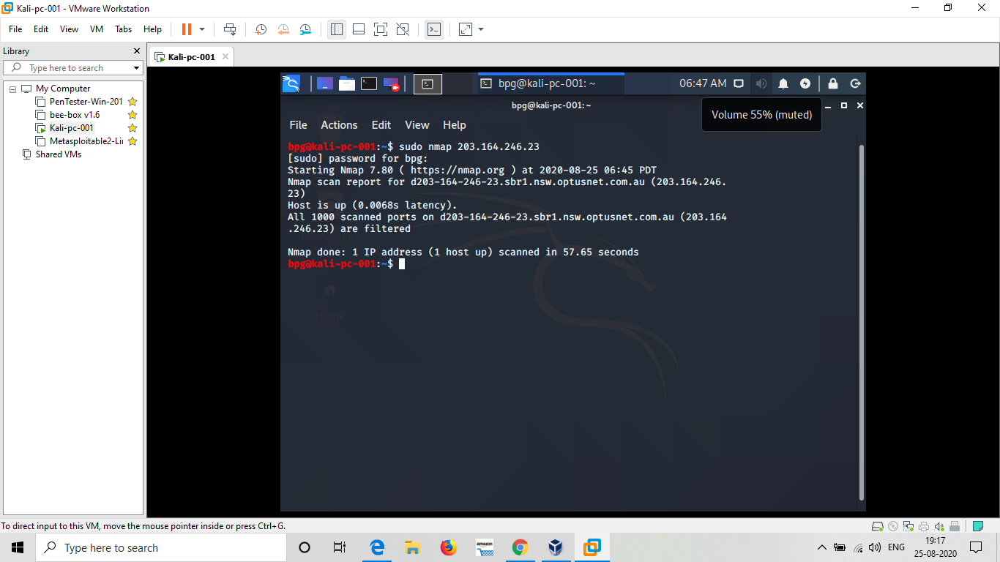 Kali-pc-001 - VMware Workstation
File Edit View VM Tabs Help
Library
Type here to search
My Computer
PenTester-Win-201
bee-box v1.6
Kali-pc-001
Metasploitable2-Li
Shared VMs
Kali-pc-001
bpg@kali-pc-001: ~
06:47 AM
bpg@kali-pc-001: ~
Volume 55% (muted)
File Actions Edit View Help
bpg@kali-pc-001:~$ sudo nmap 203.164.246.23
[sudo] password for bpg:
Starting Nmap 7.80 ( https://nmap.org ) at 2020-08-25 06:45 PDT
Nmap scan report for d203-164-246-23.sbr1.nsw.optusnet.com.au (203.164.246.
23)
Host is up (0.0068s latency).
All 1000 scanned ports on d203-164-246-23.sbr1.nsw.optusnet.com.au (203.164
.246.23) are filtered
File System
Nmap done: 1 IP address (1 host up) scanned in 57.65 seconds
bpg@kali-pc-001:~$
Home
To direct input to this VM, move the mouse pointer inside or press Ctrl+G.
Type here to search
amazon
ENG
19:17
25-08-2020